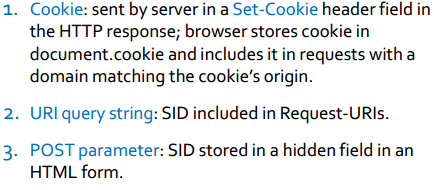 1. Cookie: sent by server in a Set-Cookie header field in
the HTTP response; browser stores cookie in
document.cookie and includes it in requests with a
domain matching the cookie's origin.
2. URI query string: SID included in Request-URIs.
3. POST parameter: SID stored in a hidden field in an
HTML form.